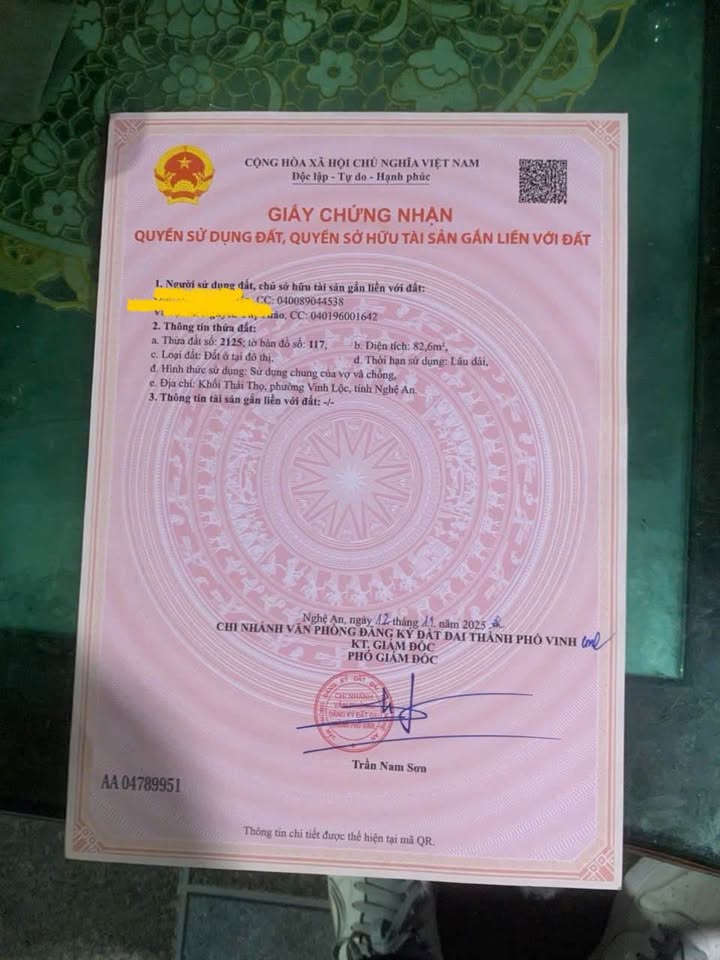 CỘNG HÒA XÃ HỘI CHỦ NGHĨA VIỆT NAM
Độc lập - Tự do - Hạnh phúc
GIẤY CHỨNG NHẬN
QUYỀN SỬ DỤNG ĐẤT, QUYỀN SỞ HỮU TÀI SẢN GẮN LIỀN VỚI ĐẤT
1. Người sử dụng đất, chủ sở hữu tài sản gắn liền với đất:
CC: 040089044538
CC: 040196001642
2. Thông tin thửa đất:
a. Thửa đất số: 2125; tờ bản đồ số: 117, b. Diện tích: 82,6m²,
c. Loại đất: Đất ở tại đô thị. d. Thời hạn sử dụng: Lâu dài,
đ. Hình thức sử dụng: Sử dụng chung của vợ và chồng,
e. Địa chỉ: Khối Thái Thọ, phường Vinh Lộc, tỉnh Nghệ An.
3. Thông tin tài sản gắn liền với đất: -/-
Nghệ An, ngày 12 tháng 11 năm 2025
CHI NHÁNH VĂN PHÒNG ĐĂNG KÝ ĐẤT ĐAI THÀNH PHỐ VINH
KT. GIÁM ĐỐC
PHÓ GIÁM ĐỐC
CHI NHÁNH
ĐĂNG KÝ ĐẤT ĐAI
Trần Nam Sơn
AA 04789951
Thông tin chi tiết được thể hiện tại mã QR.